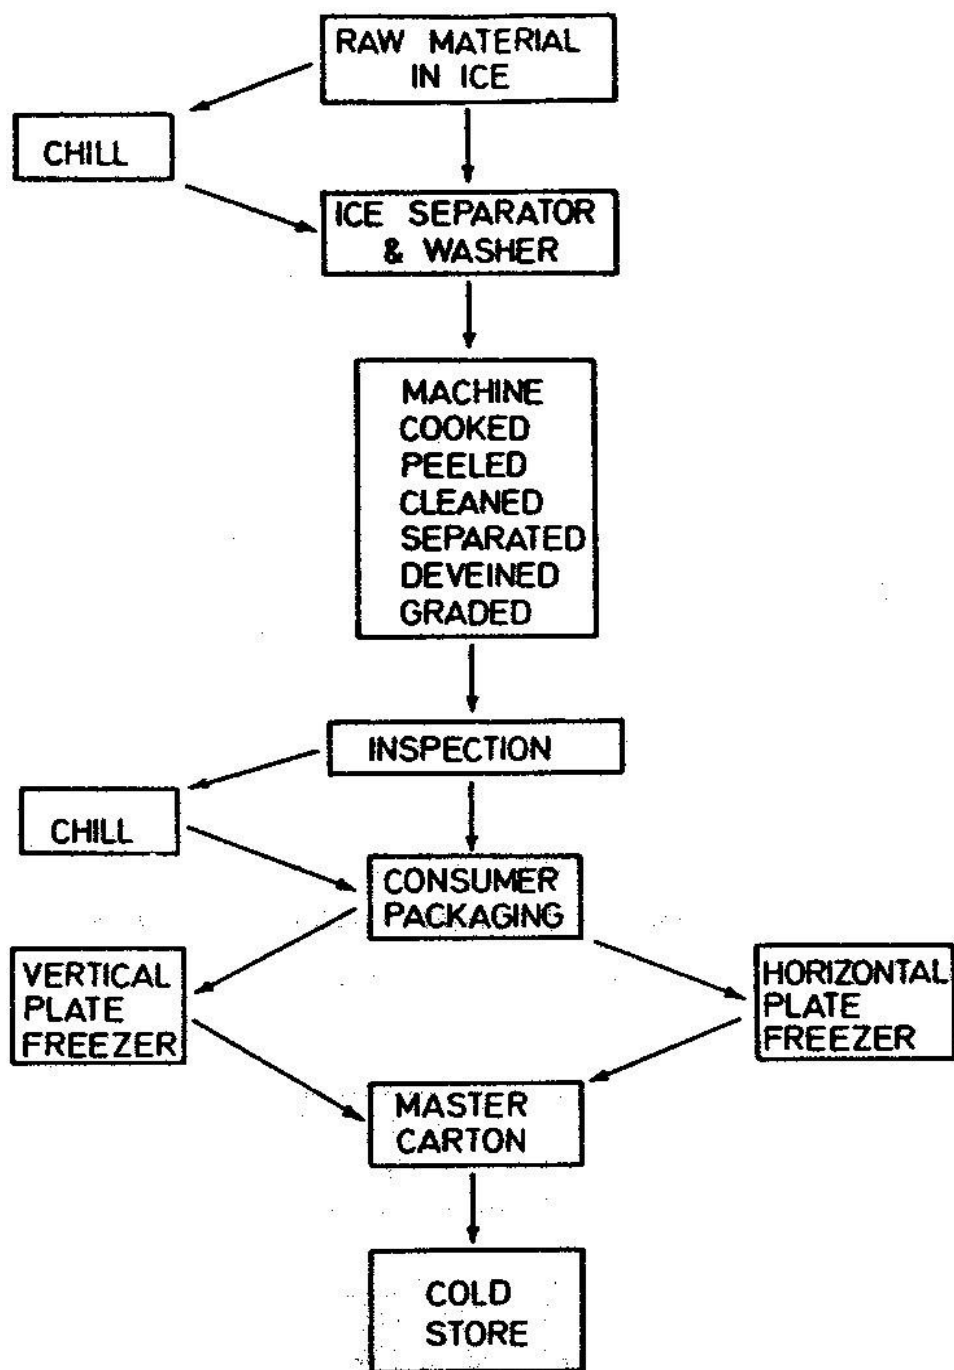 RAW MATERIAL
IN ICE
CHILL
ICE SEPARATOR
& WASHER
MACHINE
COOKED
PEELED
CLEANED
SEPARATED
DEVEINED
GRADED
INSPECTION
CHILL
CONSUMER
PACKAGING
VERTICAL
PLATE
FREEZER
HORIZONTAL
PLATE
FREEZER
MASTER
CARTON
COLD
STORE